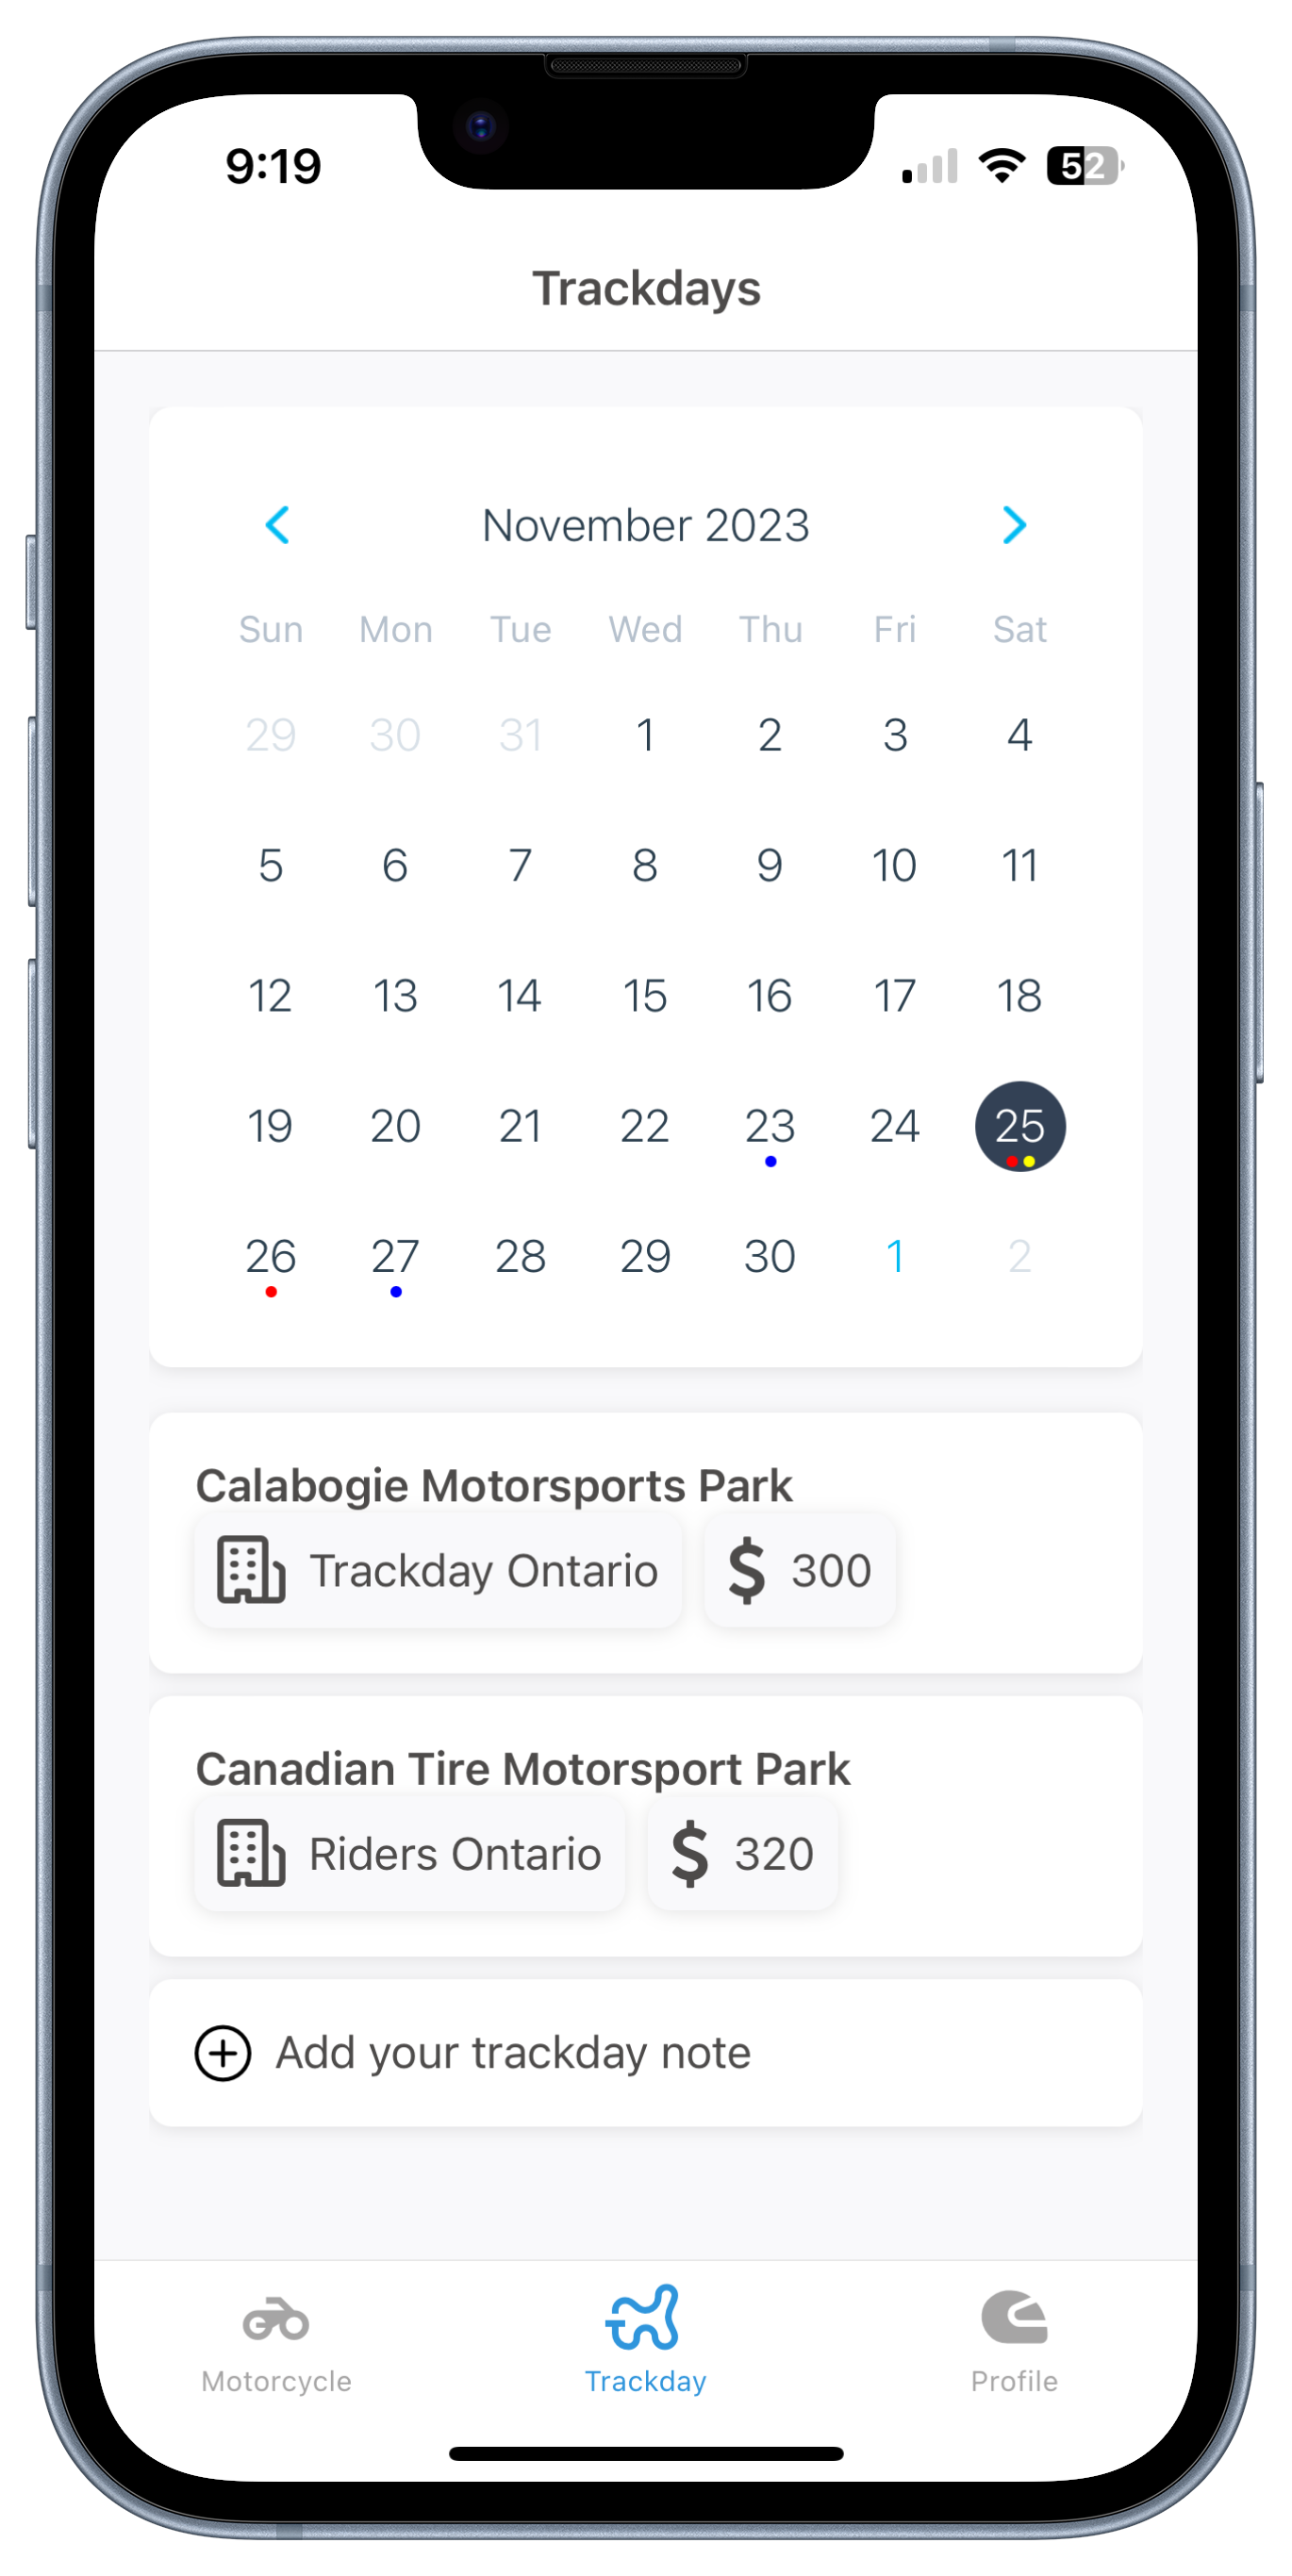 9:19 52
Trackdays
November 2023
Sun Mon Tue Wed Thu Fri Sat
29 30 31 1 2 3 4
5 6 7 8 9 10 11
12 13 14 15 16 17 18
19 20 21 22 23 24 25
26 27 28 29 30 1 2
Calabogie Motorsports Park
Trackday Ontario $ 300
Canadian Tire Motorsport Park
Riders Ontario $ 320
Add your trackday note
Motorcycle Trackday Profile